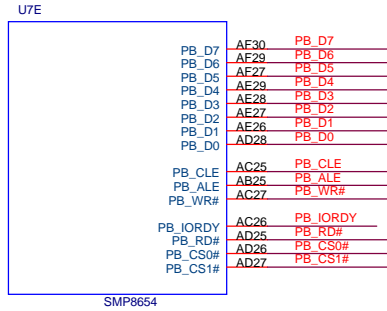 U7E
PB_D7 AF30 PB_D7
PB_D6 AF29 PB_D6
PB_D5 AF27 PB_D5
PB_D4 AE29 PB_D4
PB_D3 AE28 PB_D3
PB_D2 AE27 PB_D2
PB_D1 AE26 PB_D1
PB_D0 AD28 PB_D0
PB_CLE AC25 PB_CLE
PB_ALE AB25 PB_ALE
PB_WR# AC27 PB_WR#
PB_IORDY AC26 PB_IORDY
PB_RD# AD25 PB_RD#
PB_CS0# AD26 PB_CS0#
PB_CS1# AD27 PB_CS1#
SMP8654